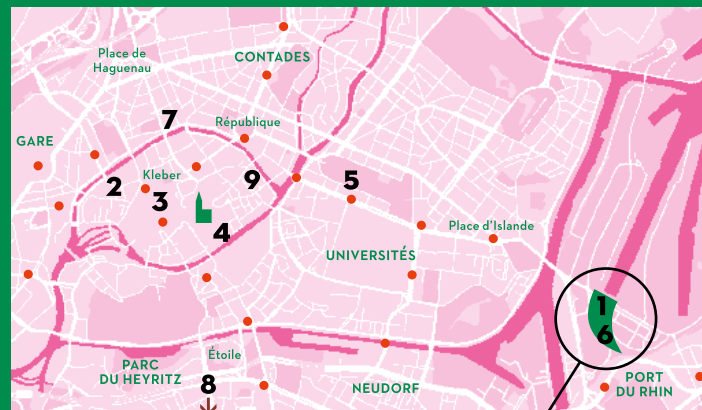 Place de
Haguenau
CONTADES
7
République
GARE
Kleber
2
3
9
5
4
Place d'Islande
UNIVERSITÉS
1
6
Étoile
PARC
DU HEYRITZ
8
NEUDORF
PORT
DU RHIN